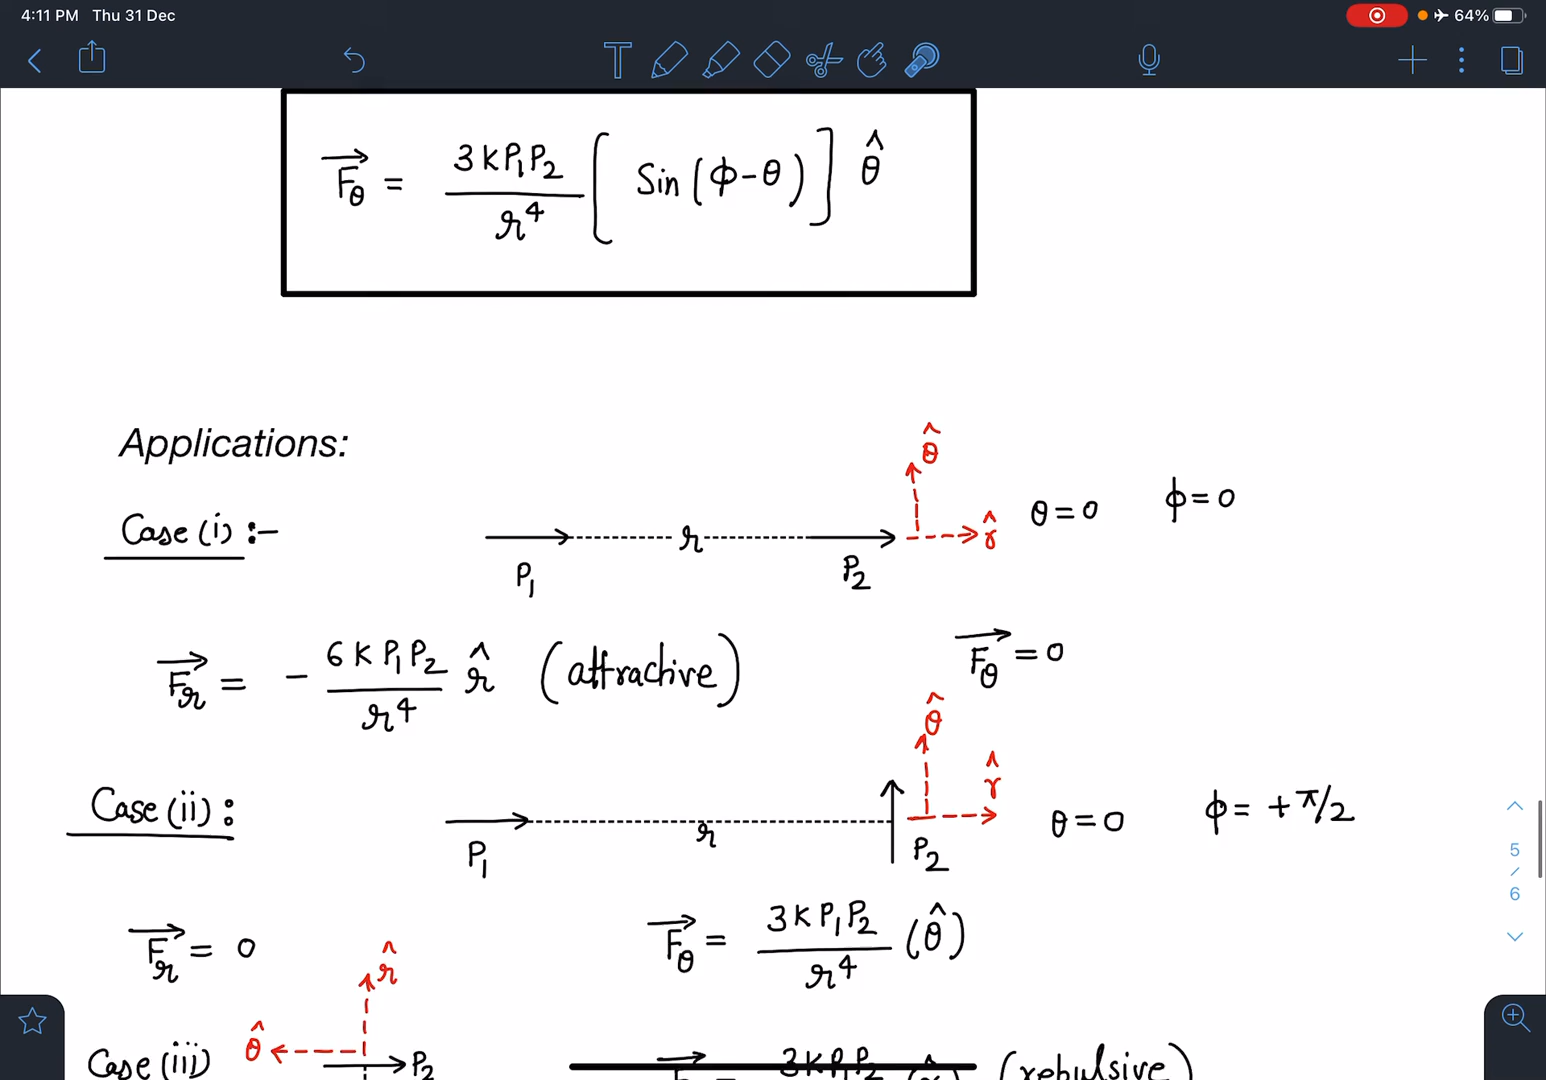 4:11 PM Thu 31 Dec
64%
T
F⃗θ = 3KP₁P₂ / r⁴ [ Sin (ϕ-θ) ] θ̂
Applications:
Case (i) :-
P₁ r P₂ θ̂ r̂ θ = 0 ϕ = 0
F⃗r = - 6KP₁P₂ / r⁴ r̂ (attractive) F⃗θ = 0
Case (ii) :
P₁ r P₂ θ̂ r̂ θ = 0 ϕ = + π/2
F⃗r = 0 F⃗θ = 3KP₁P₂ / r⁴ (θ̂)
Case (iii) θ̂ r̂ P₂ 3KP₁P₂ (repulsive)
5
/
6